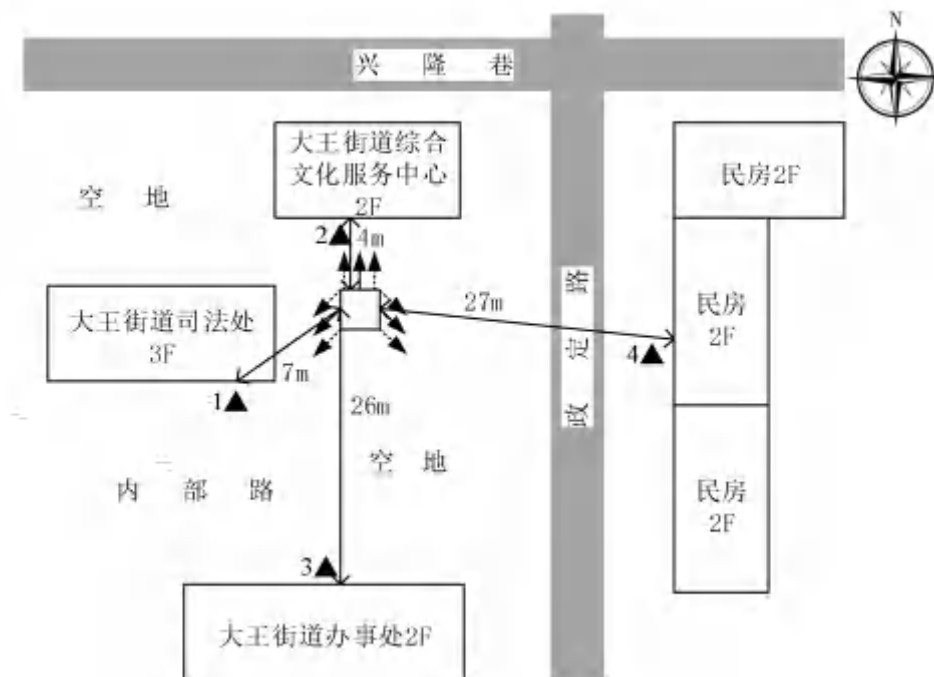 N
兴 隆 巷
大王街道综合
文化服务中心
2F
民房2F
空 地
2
4m
大王街道司法处
3F
27m
民房
2F
政定路
4
7m
1
26m
空 地
内 部 路
民房
2F
3
大王街道办事处2F